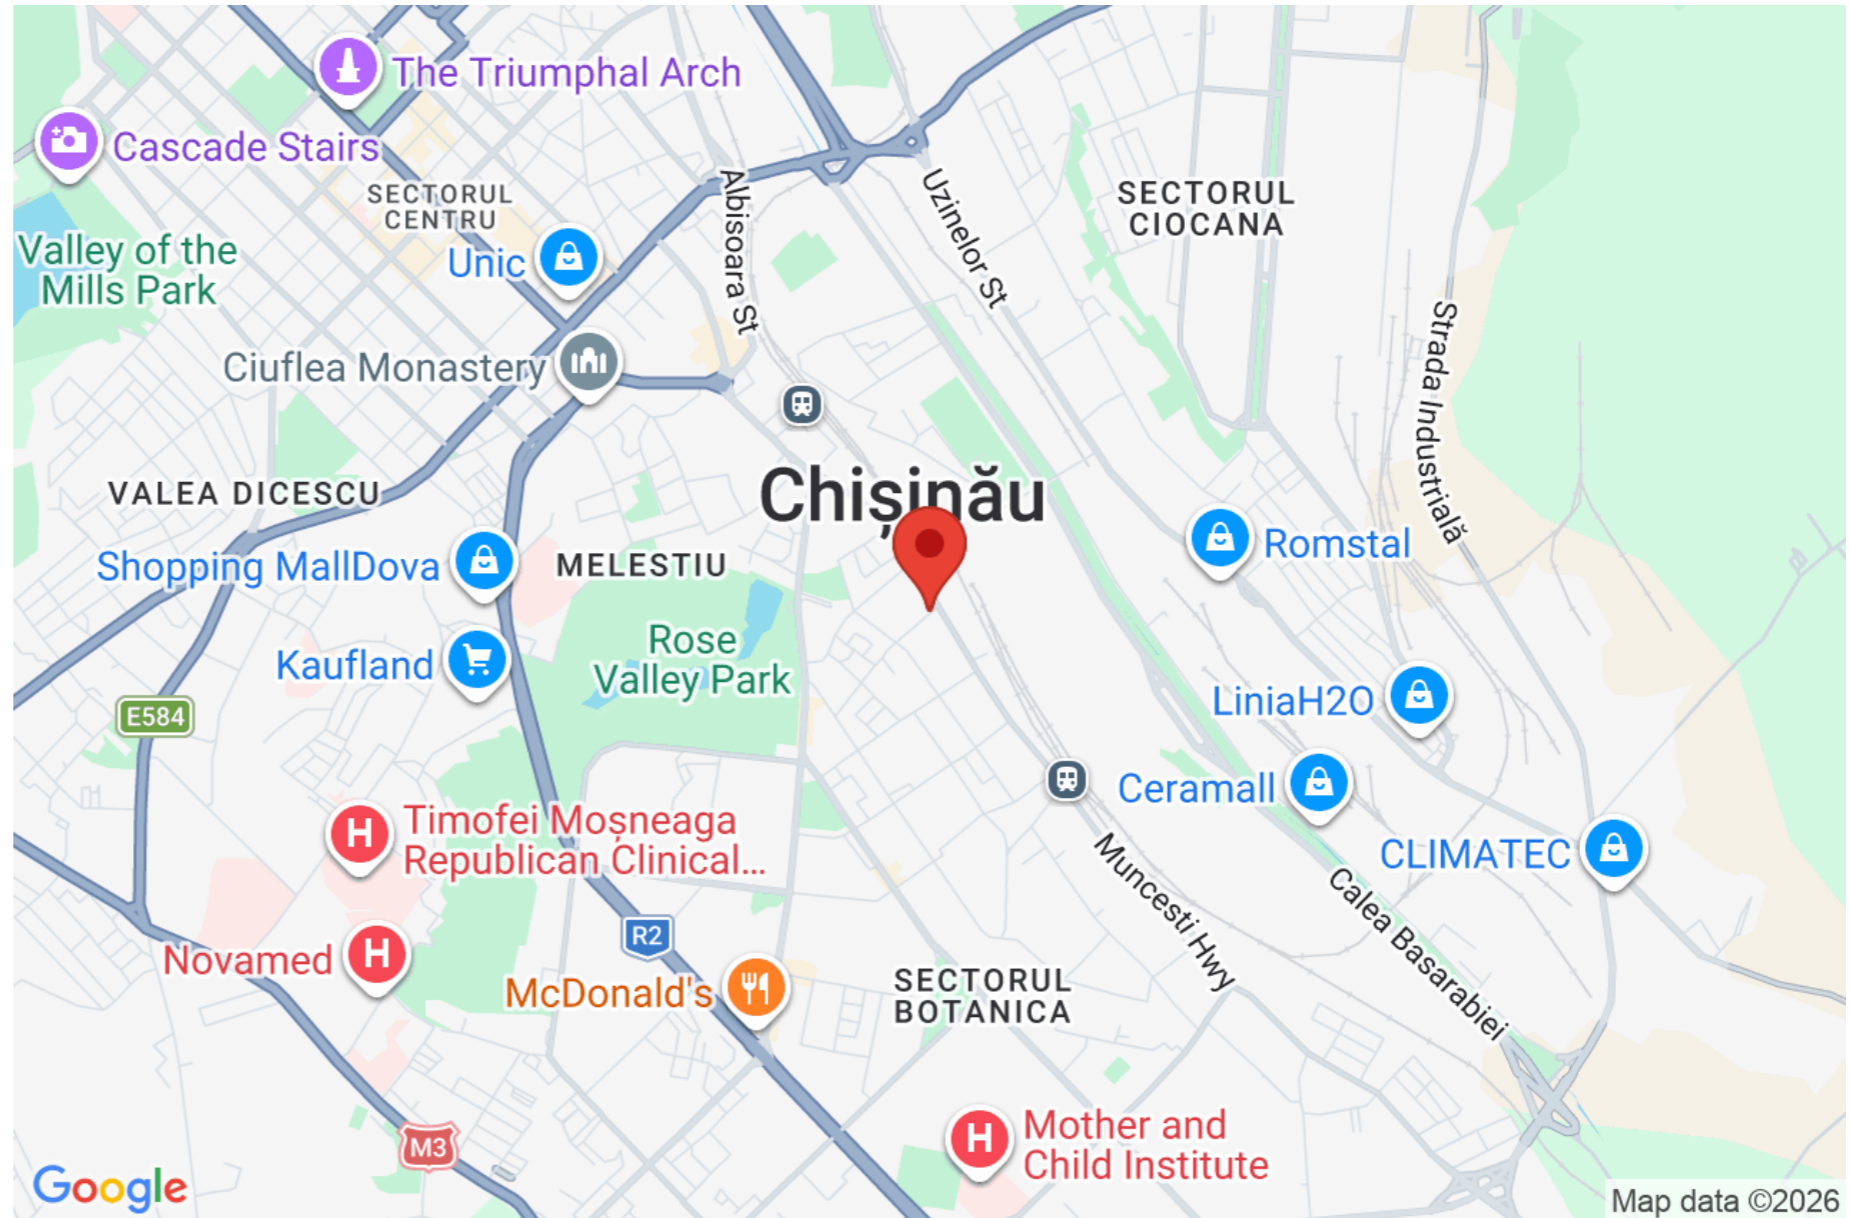 The Triumphal Arch
Cascade Stairs
SECTORUL
CENTRU
Valley of the
Mills Park
Unic
Albisoara St
Uzinelor St
SECTORUL
CIOCANA
Strada Industrială
Ciuflea Monastery
Chișinău
VALEA DICESCU
Shopping MallDova
MELESTIU
Romstal
Kaufland
Rose
Valley Park
E584
LiniaH2O
Ceramall
CLIMATEC
Timofei Moșneaga
Republican Clinical...
Muncesti Hwy
Calea Basarabiei
Novamed
R2
McDonald's
SECTORUL
BOTANICA
M3
Mother and
Child Institute
Google
Map data ©2026